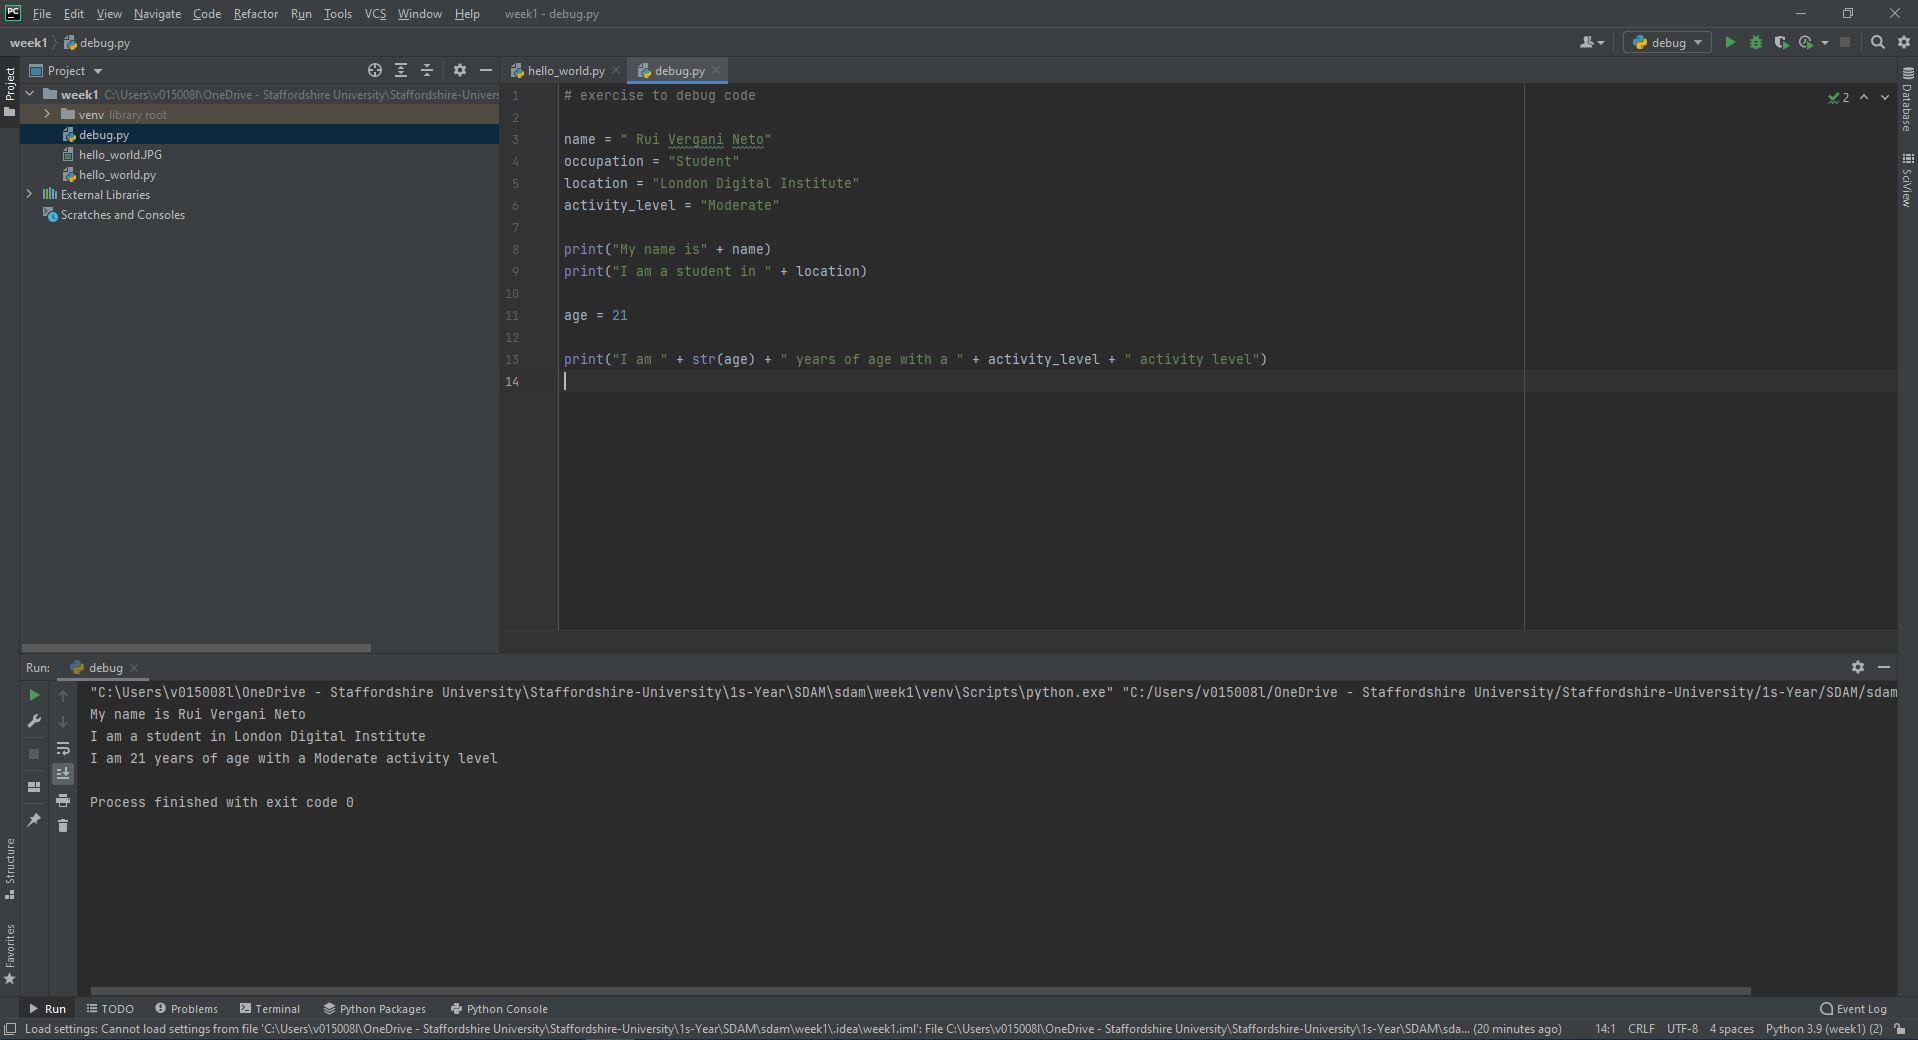 PC File Edit View Navigate Code Refactor Run Tools VCS Window Help week1 - debug.py
week1 debug.py
debug
Project
Project
hello_world.py debug.py
week1 C:\Users\v015008l\OneDrive - Staffordshire University\Staffordshire-Univers
venv library root
debug.py
hello_world.JPG
hello_world.py
External Libraries
Scratches and Consoles
1 # exercise to debug code
2
3 name = " Rui Vergani Neto"
4 occupation = "Student"
5 location = "London Digital Institute"
6 activity_level = "Moderate"
7
8 print("My name is" + name)
9 print("I am a student in " + location)
10
11 age = 21
12
13 print("I am " + str(age) + " years of age with a " + activity_level + " activity level")
14
2
Database
SciView
Run: debug
"C:\Users\v015008l\OneDrive - Staffordshire University\Staffordshire-University\1s-Year\SDAM\sdam\week1\venv\Scripts\python.exe" "C:/Users/v015008l/OneDrive - Staffordshire University/Staffordshire-University/1s-Year/SDAM/sdam
My name is Rui Vergani Neto
I am a student in London Digital Institute
I am 21 years of age with a Moderate activity level
Process finished with exit code 0
Structure
Favorites
Run TODO Problems Terminal Python Packages Python Console Event Log
Load settings: Cannot load settings from file 'C:\Users\v015008l\OneDrive - Staffordshire University\Staffordshire-University\1s-Year\SDAM\sdam\week1\.idea\week1.iml': File C:\Users\v015008l\OneDrive - Staffordshire University\Staffordshire-University\1s-Year\SDAM\sda... (20 minutes ago) 14:1 CRLF UTF-8 4 spaces Python 3.9 (week1) (2)